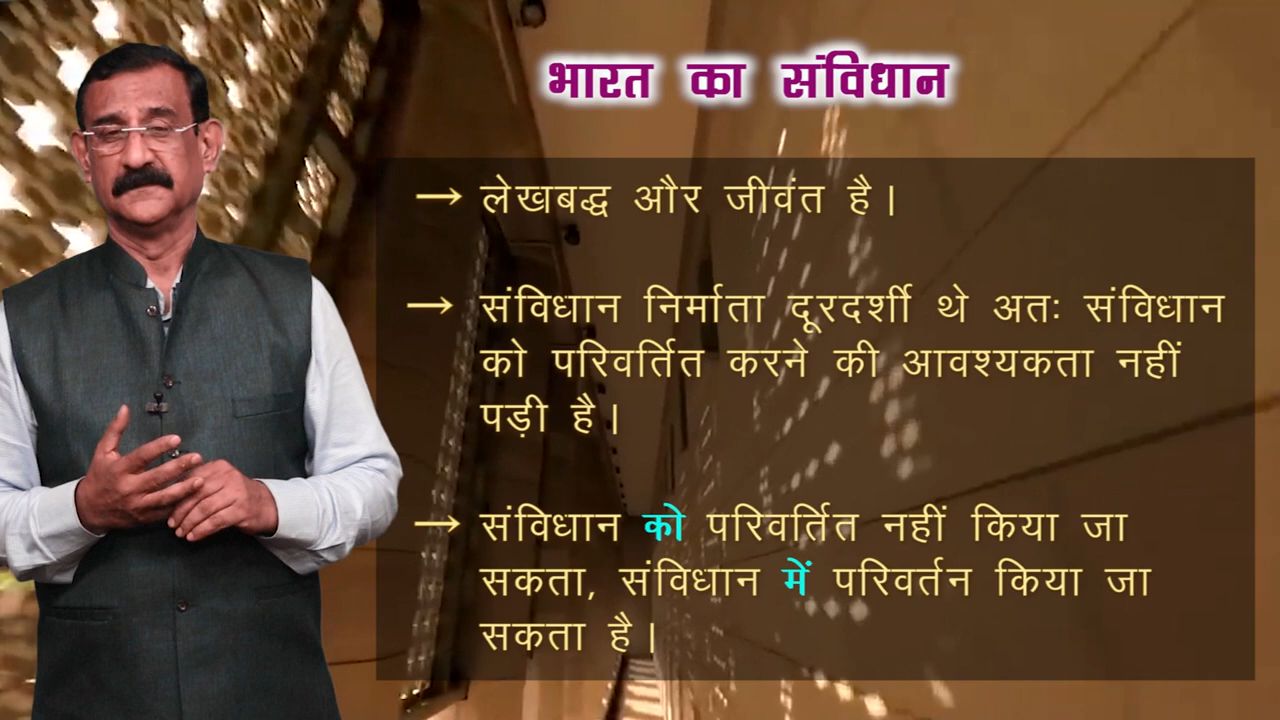 भारत का संविधान
→ लेखबद्ध और जीवंत है।
→ संविधान निर्माता दूरदर्शी थे अतः संविधान
को परिवर्तित करने की आवश्यकता नहीं
पड़ी है।
→ संविधान को परिवर्तित नहीं किया जा
सकता, संविधान में परिवर्तन किया जा
सकता है।